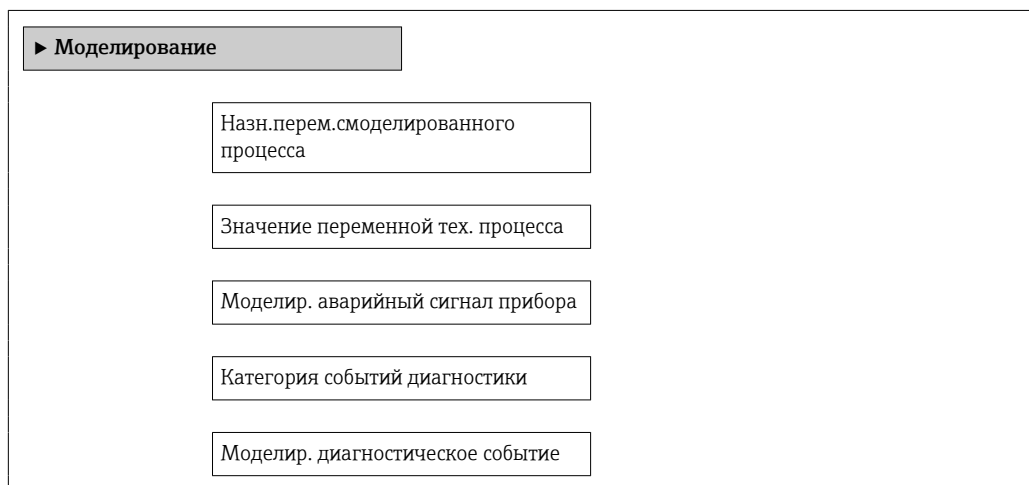 ► Моделирование
Назн.перем.смоделированного
процесса
Значение переменной тех. процесса
Моделир. аварийный сигнал прибора
Категория событий диагностики
Моделир. диагностическое событие